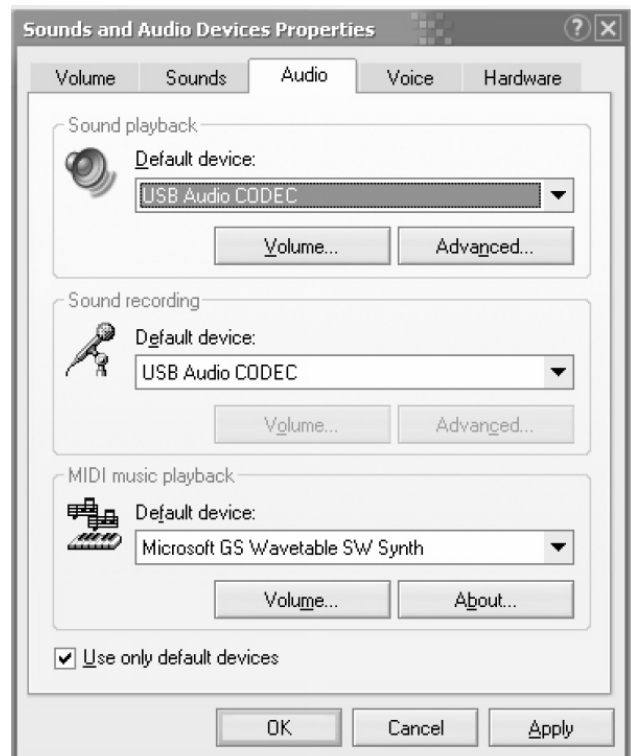 Sounds and Audio Devices Properties
Volume Sounds Audio Voice Hardware
Sound playback
Default device:
USB Audio CODEC
Volume... Advanced...
Sound recording
Default device:
USB Audio CODEC
Volume... Advanced...
MIDI music playback
Default device:
Microsoft GS Wavetable SW Synth
Volume... About...
Use only default devices
OK Cancel Apply